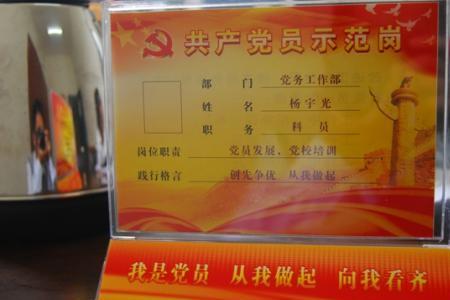 共产党员示范岗
部 门 党务工作部
姓 名 杨宇光
职 务 科 员
岗位职责 党员发展、党校培训
践行格言 创先争优 从我做起
我是党员 从我做起 向我看齐